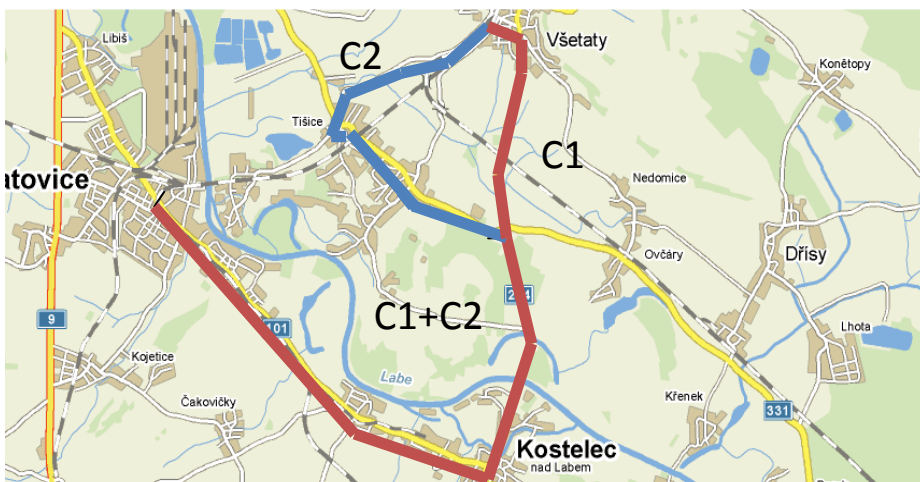 Libiš
C2
Všetaty
Konětopy
Tišice
C1
atovice
Nedomice
Ovčáry
Dřísy
9
101
C1+C2
Lhota
Kojetice
Labe
Čakovičky
Křenek
331
Kostelec
nad Labem